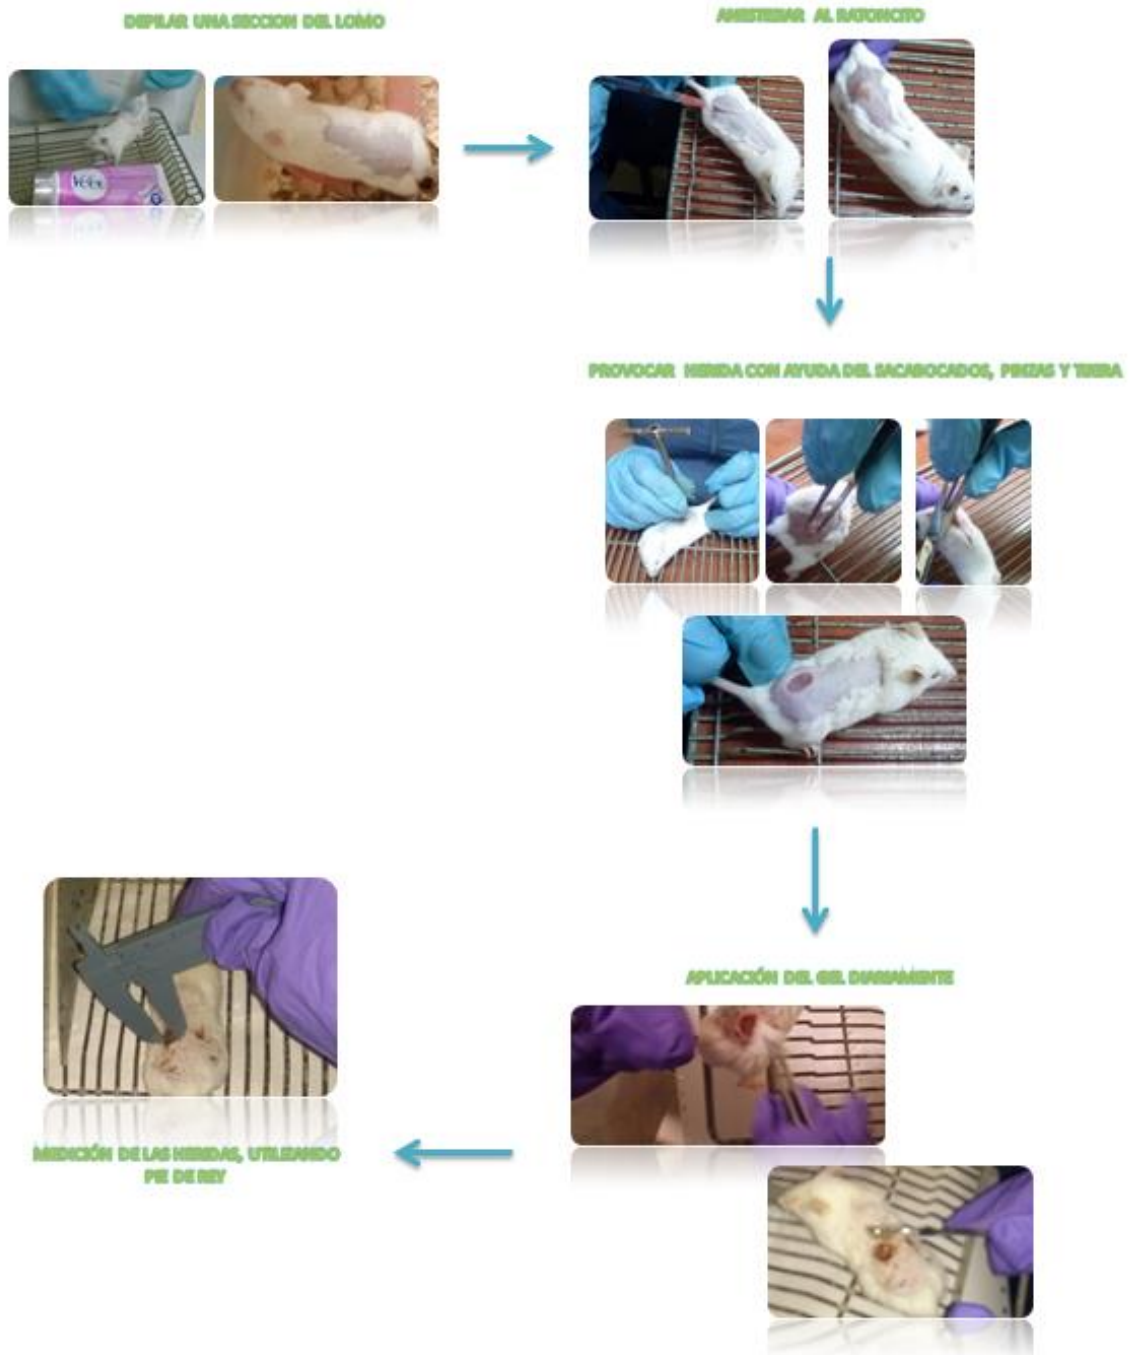 DEPILAR UNA SECCION DEL LOMO
ANESTESIAR AL RATONCITO
Veet
PROVOCAR HERIDA CON AYUDA DEL SACABOCADOS, PINZAS Y TIJERA
APLICACIÓN DEL GEL DIARIAMENTE
MEDICIÓN DE LAS HERIDAS, UTILIZANDO
PIE DE REY